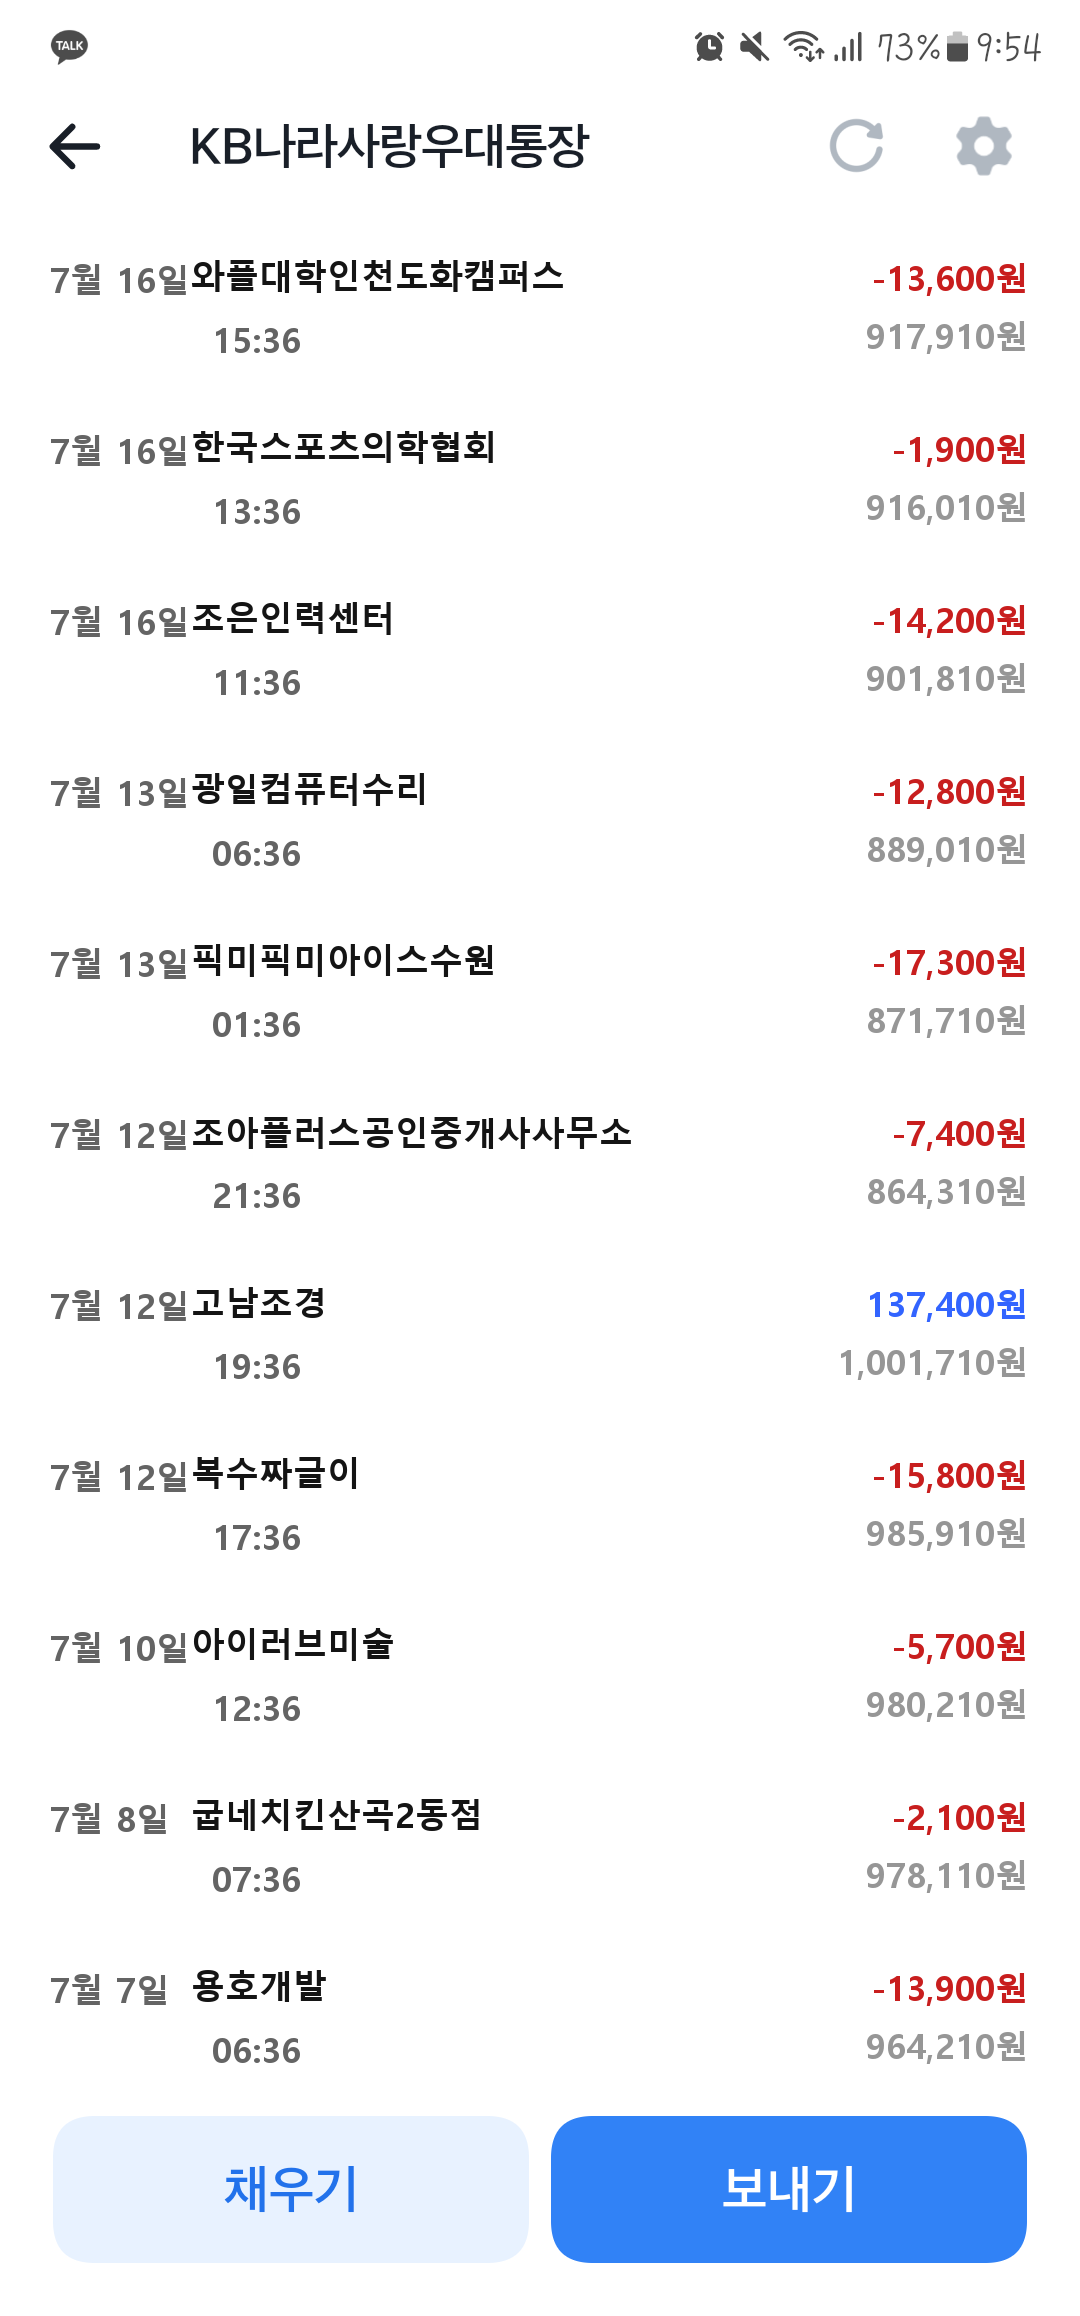 TALK 73% 9:54
KB나라사랑우대통장
7월 16일 와플대학인천도화캠퍼스 -13,600원
15:36 917,910원
7월 16일 한국스포츠의학협회 -1,900원
13:36 916,010원
7월 16일 조은인력센터 -14,200원
11:36 901,810원
7월 13일 광일컴퓨터수리 -12,800원
06:36 889,010원
7월 13일 픽미픽미아이스수원 -17,300원
01:36 871,710원
7월 12일 조아플러스공인중개사사무소 -7,400원
21:36 864,310원
7월 12일 고남조경 137,400원
19:36 1,001,710원
7월 12일 복수짜글이 -15,800원
17:36 985,910원
7월 10일 아이러브미술 -5,700원
12:36 980,210원
7월 8일 굽네치킨산곡2동점 -2,100원
07:36 978,110원
7월 7일 용호개발 -13,900원
06:36 964,210원
채우기 보내기